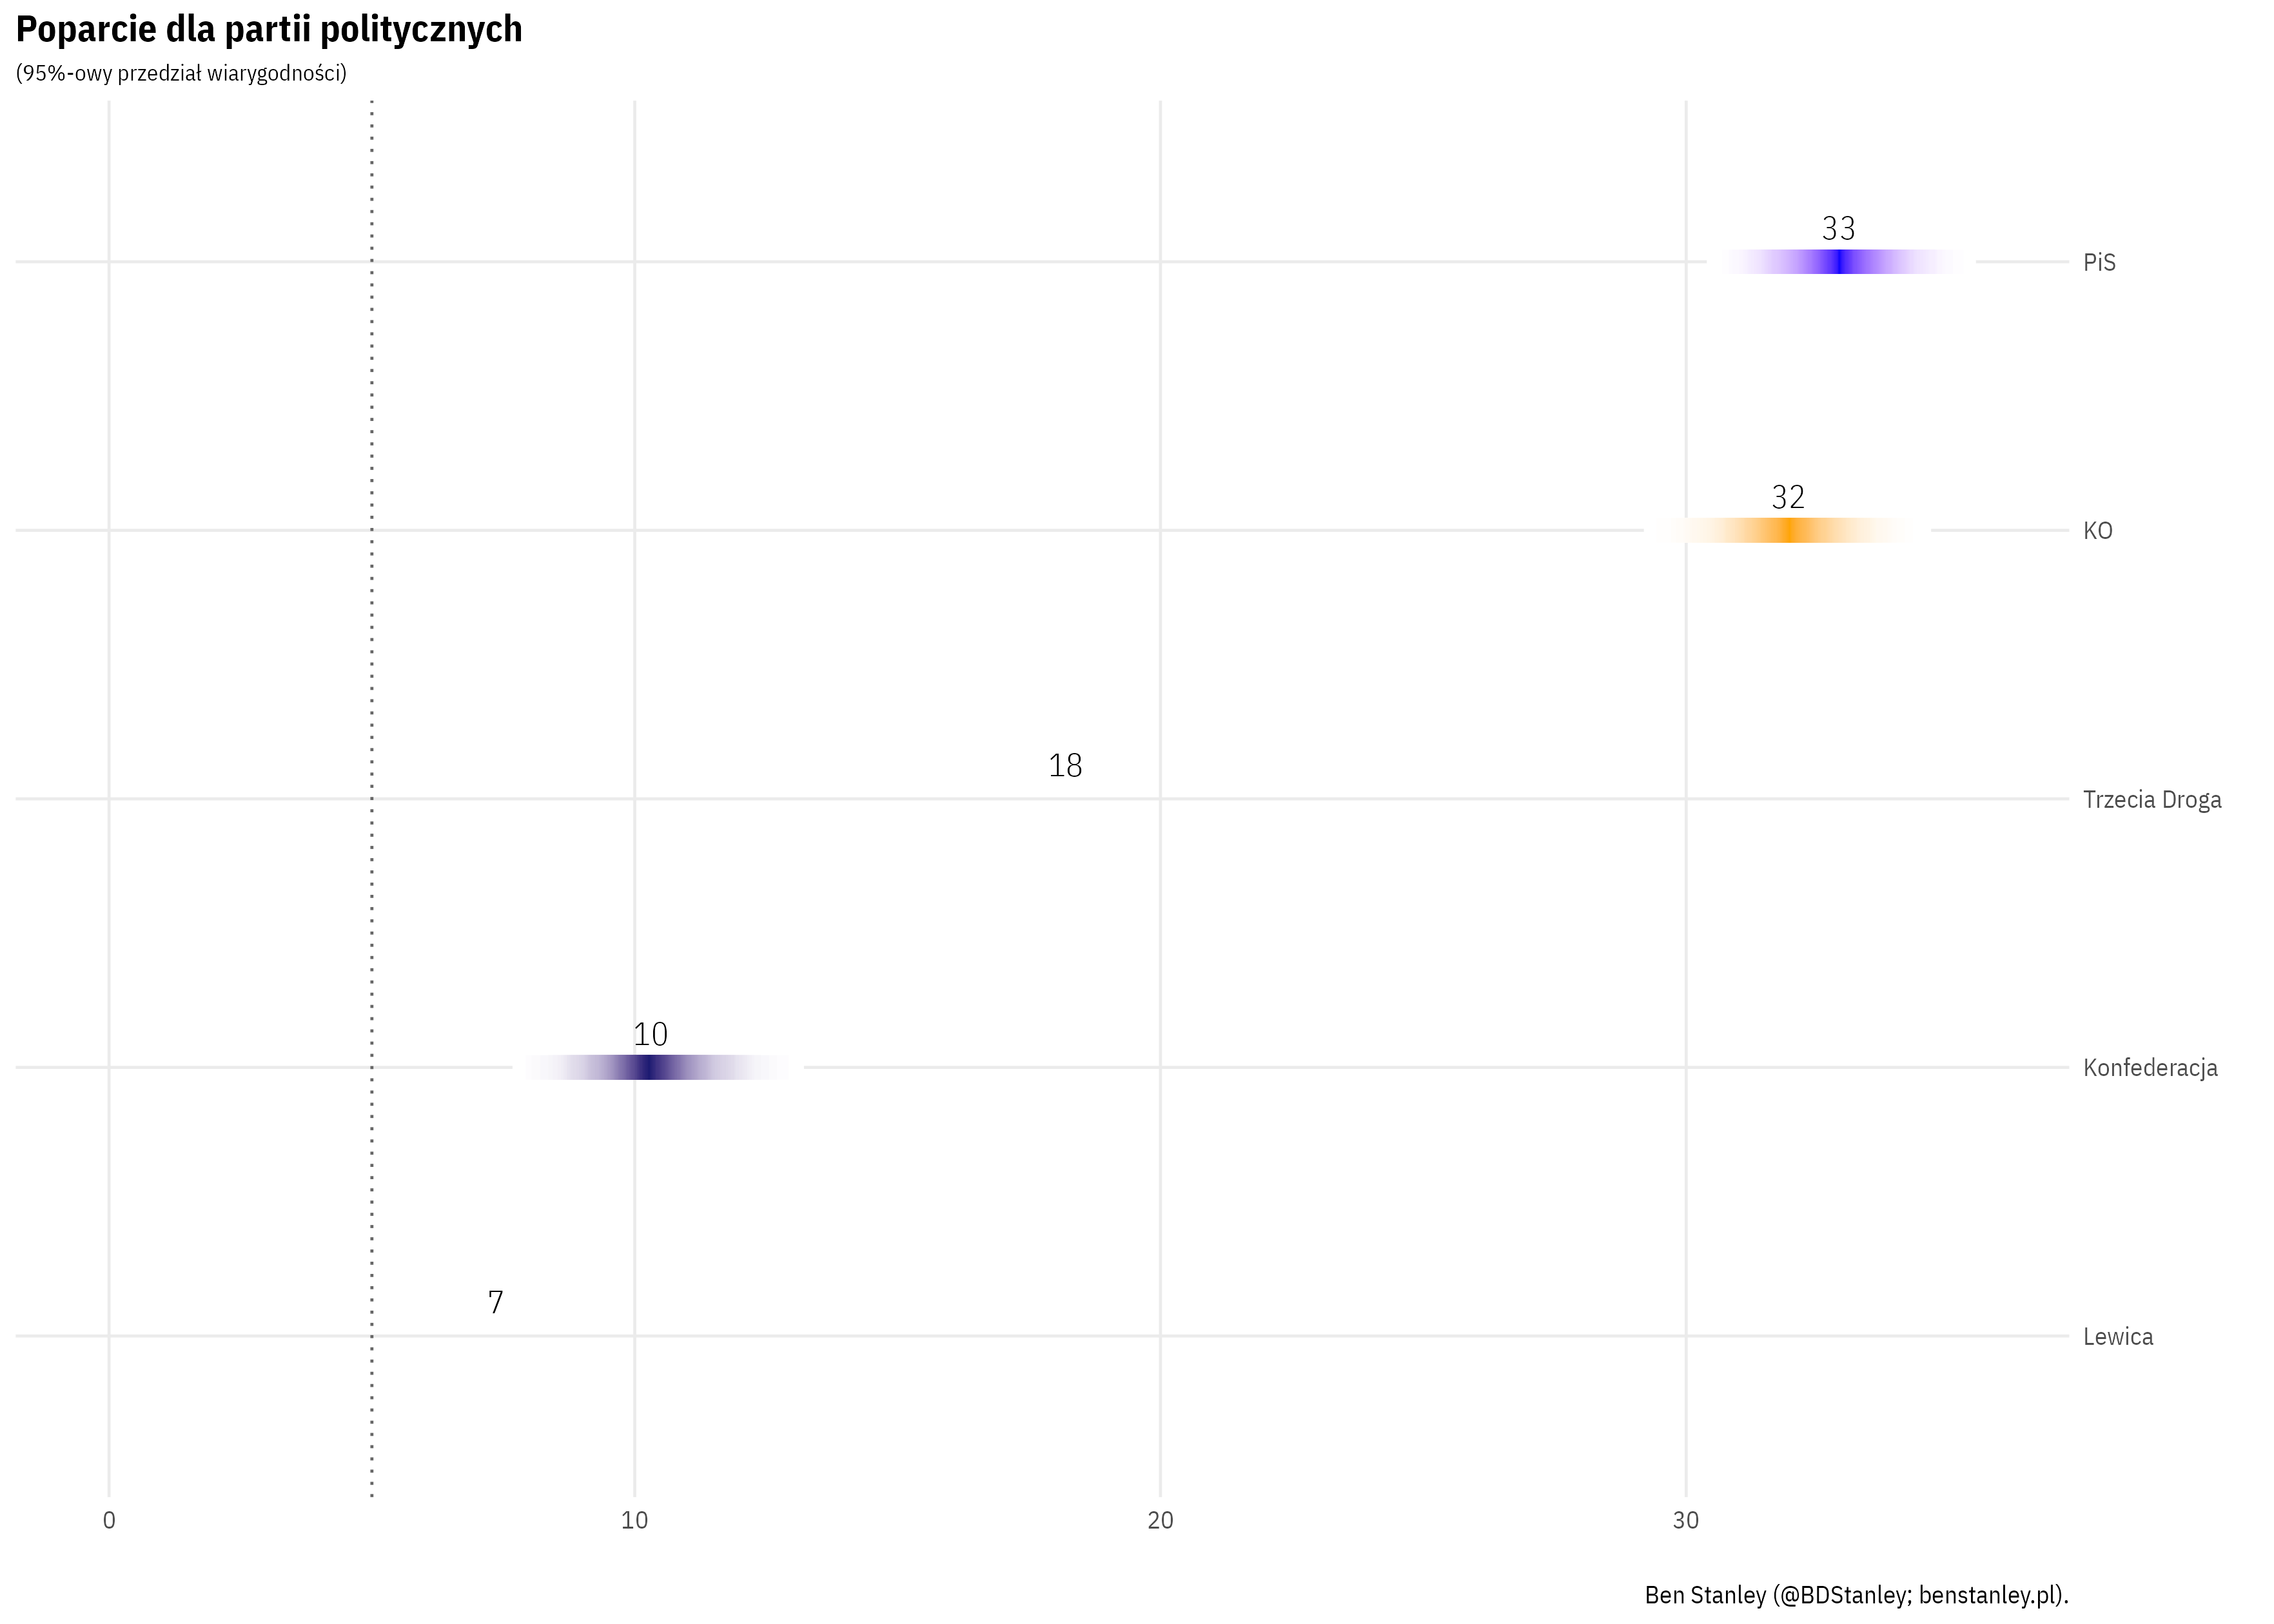 Poparcie dla partii politycznych
(95%-owy przedział wiarygodności)
33
PiS
32
KO
18
Trzecia Droga
10
Konfederacja
7
Lewica
0 10 20 30
Ben Stanley (@BDStanley; benstanley.pl).